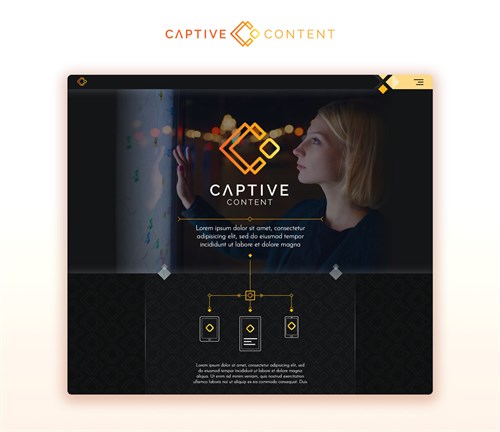 CAPTIVE CONTENT
CAPTIVE
CONTENT
Lorem ipsum dolor sit amet, consectetur
adipiscing elit, sed do eiusmod tempor
incididunt ut labore et dolore magna
Lorem ipsum dolor sit amet, consectetur adipiscing
elit, sed do eiusmod tempor incididunt ut labore et
dolore magna aliqua. Ut enim ad minim veniam, quis
nostrud exercitation ullamco laboris nisi ut aliquip ex
ea commodo consequat. Duis